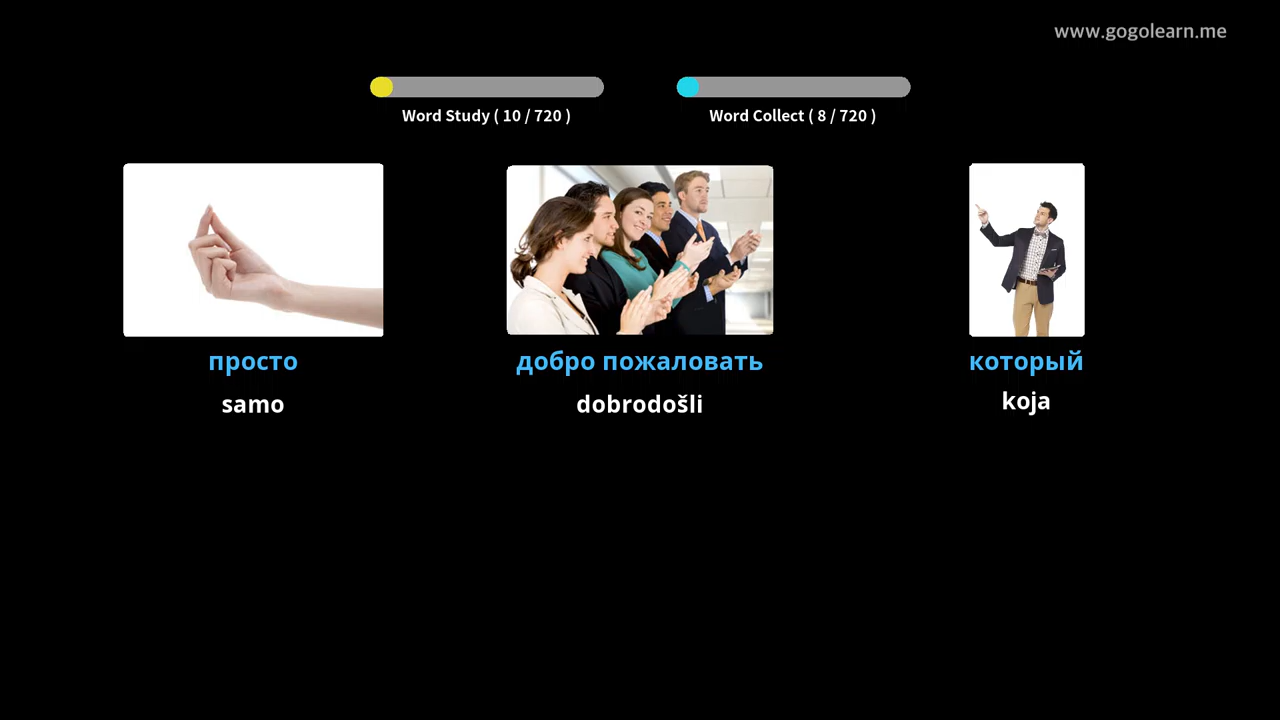 www.gogolearn.me
Word Study ( 10 / 720 )
Word Collect ( 8 / 720 )
просто
добро пожаловать
который
samo
dobrodošli
koja